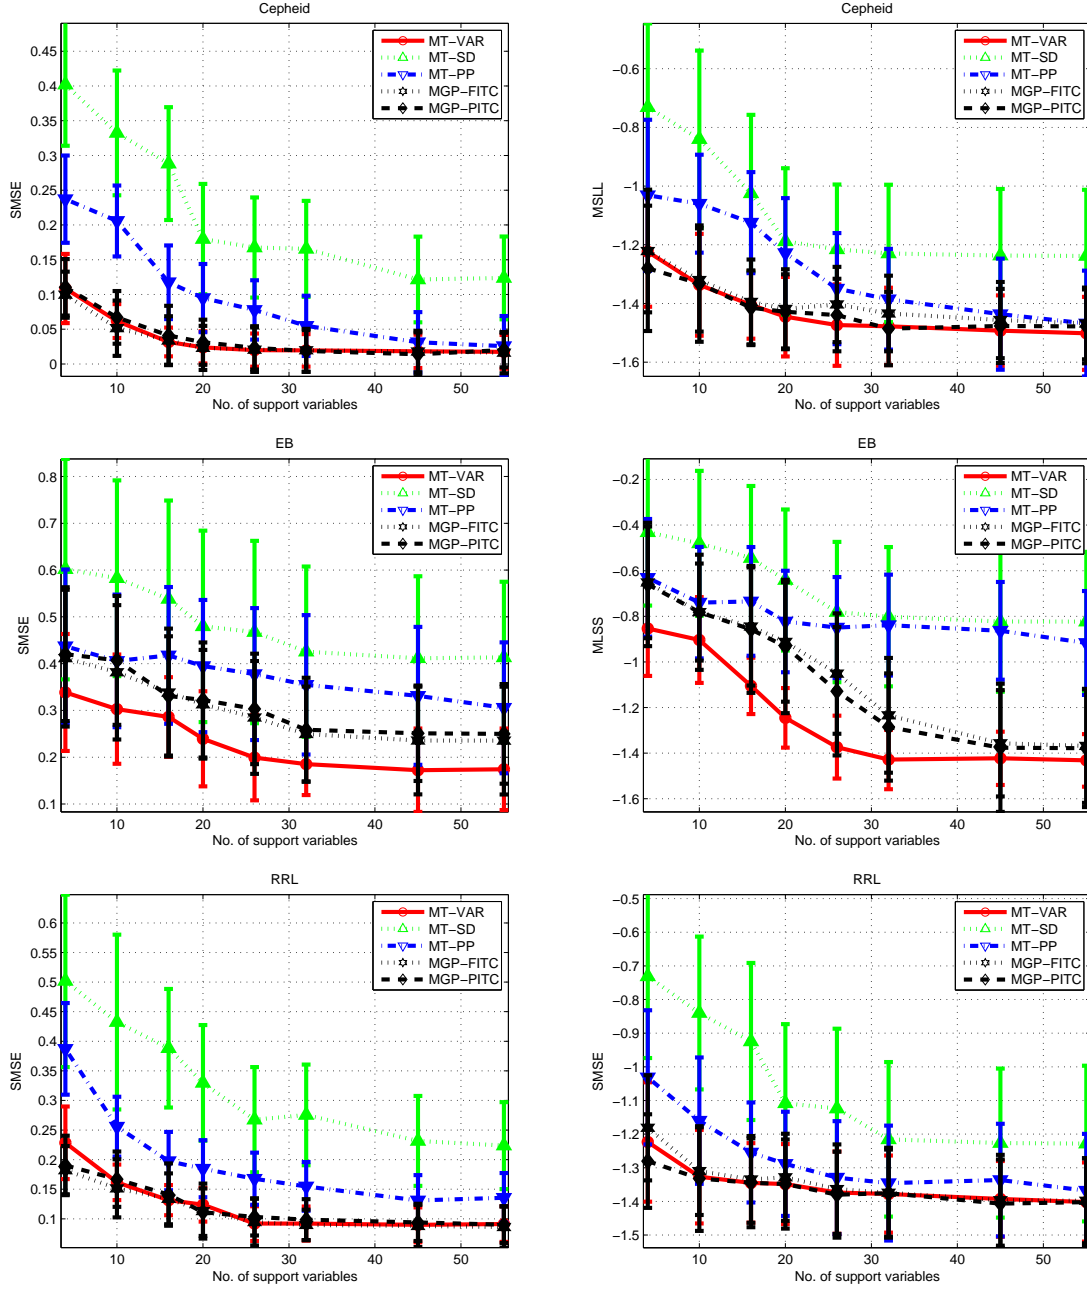 Cepheid
0.45
0.4
0.35
0.3
0.25
0.2
0.15
0.1
0.05
0
SMSE
10 20 30 40 50
No. of support variables
MT−VAR
MT−SD
MT−PP
MGP−FITC
MGP−PITC
Cepheid
−0.6
−0.8
−1
−1.2
−1.4
−1.6
MSLL
10 20 30 40 50
No. of support variables
MT−VAR
MT−SD
MT−PP
MGP−FITC
MGP−PITC
EB
0.8
0.7
0.6
0.5
0.4
0.3
0.2
0.1
SMSE
10 20 30 40 50
No. of support variables
MT−VAR
MT−SD
MT−PP
MGP−FITC
MGP−PITC
EB
−0.2
−0.4
−0.6
−0.8
−1
−1.2
−1.4
−1.6
MLSS
10 20 30 40 50
No. of support variables
MT−VAR
MT−SD
MT−PP
MGP−FITC
MGP−PITC
RRL
0.6
0.55
0.5
0.45
0.4
0.35
0.3
0.25
0.2
0.15
0.1
SMSE
10 20 30 40 50
No. of support variables
MT−VAR
MT−SD
MT−PP
MGP−FITC
MGP−PITC
RRL
−0.5
−0.6
−0.7
−0.8
−0.9
−1
−1.1
−1.2
−1.3
−1.4
−1.5
SMSE
10 20 30 40 50
No. of support variables
MT−VAR
MT−SD
MT−PP
MGP−FITC
MGP−PITC